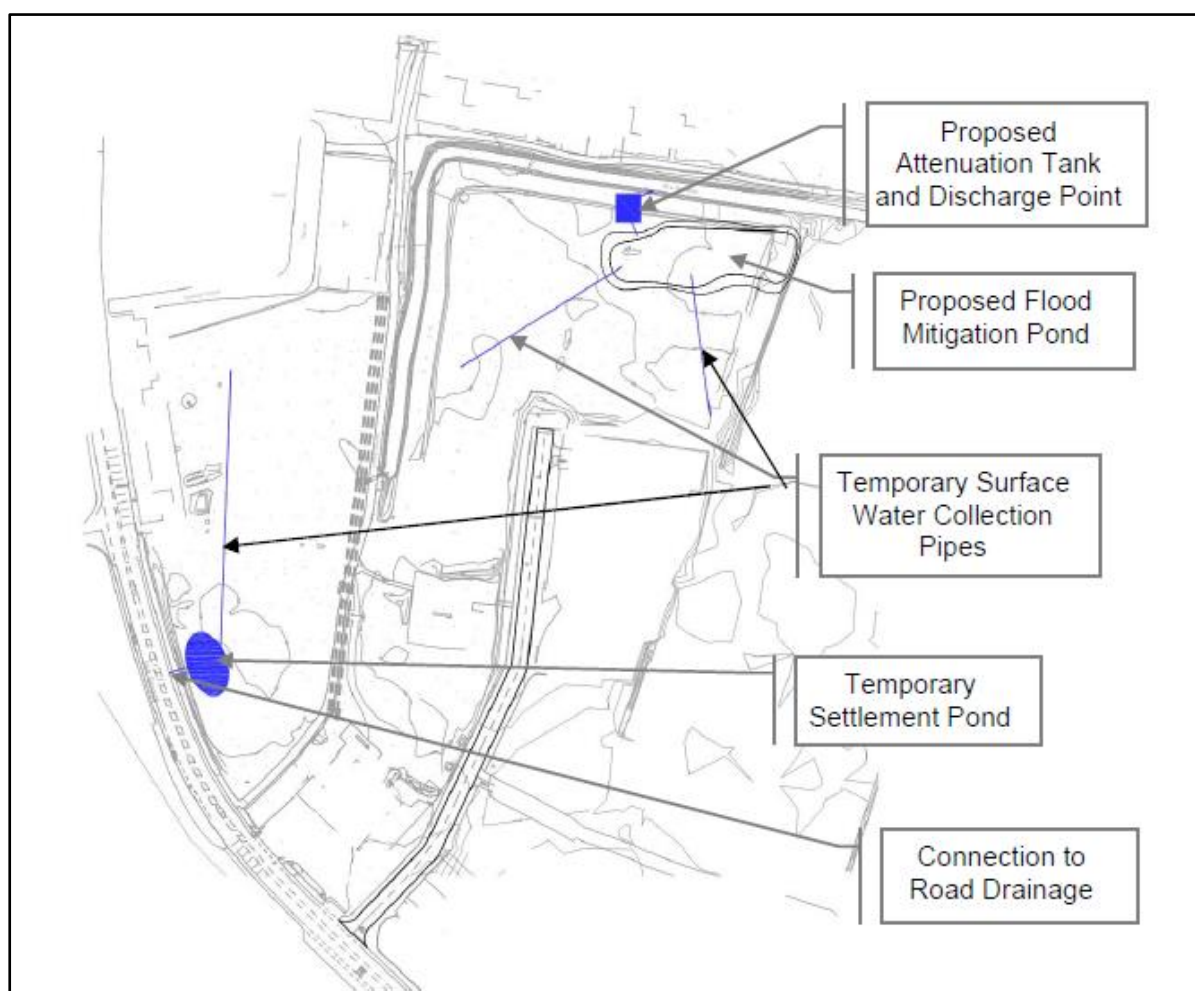 Proposed
Attenuation Tank
and Discharge Point
Proposed Flood
Mitigation Pond
Temporary Surface
Water Collection
Pipes
Temporary
Settlement Pond
Connection to
Road Drainage